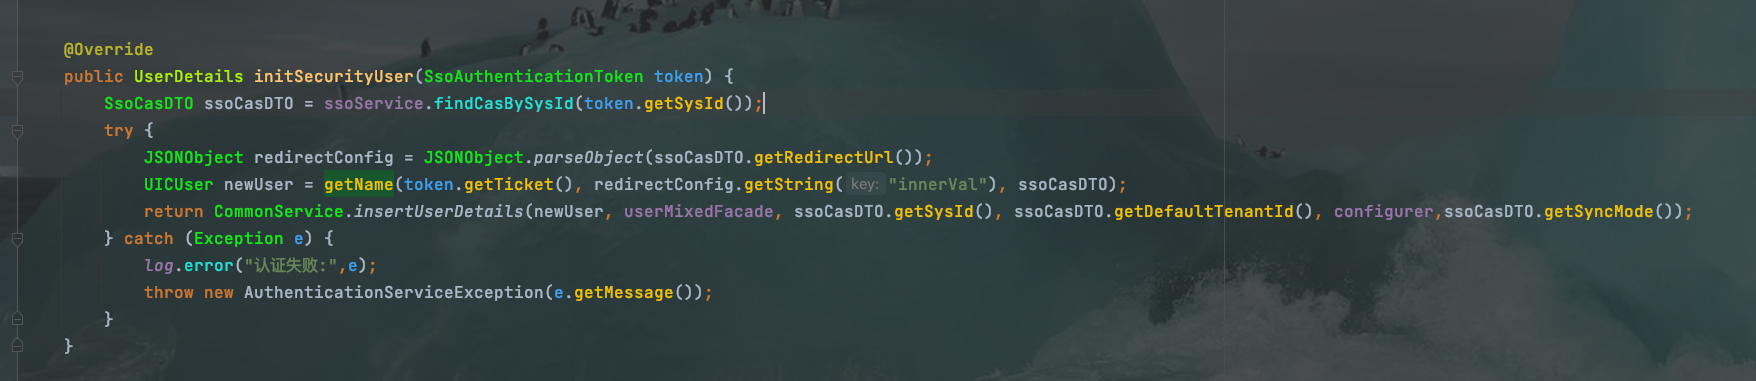 @Override
public UserDetails initSecurityUser(SsoAuthenticationToken token) {
SsoCasDTO ssoCasDTO = ssoService.findCasBySysId(token.getSysId());
try {
JSONObject redirectConfig = JSONObject.parseObject(ssoCasDTO.getRedirectUrl());
UICUser newUser = getName(token.getTicket(), redirectConfig.getString( key: "innerVal"), ssoCasDTO);
return CommonService.insertUserDetails(newUser, userMixedFacade, ssoCasDTO.getSysId(), ssoCasDTO.getDefaultTenantId(), configurer,ssoCasDTO.getSyncMode());
} catch (Exception e) {
log.error("认证失败:",e);
throw new AuthenticationServiceException(e.getMessage());
}
}